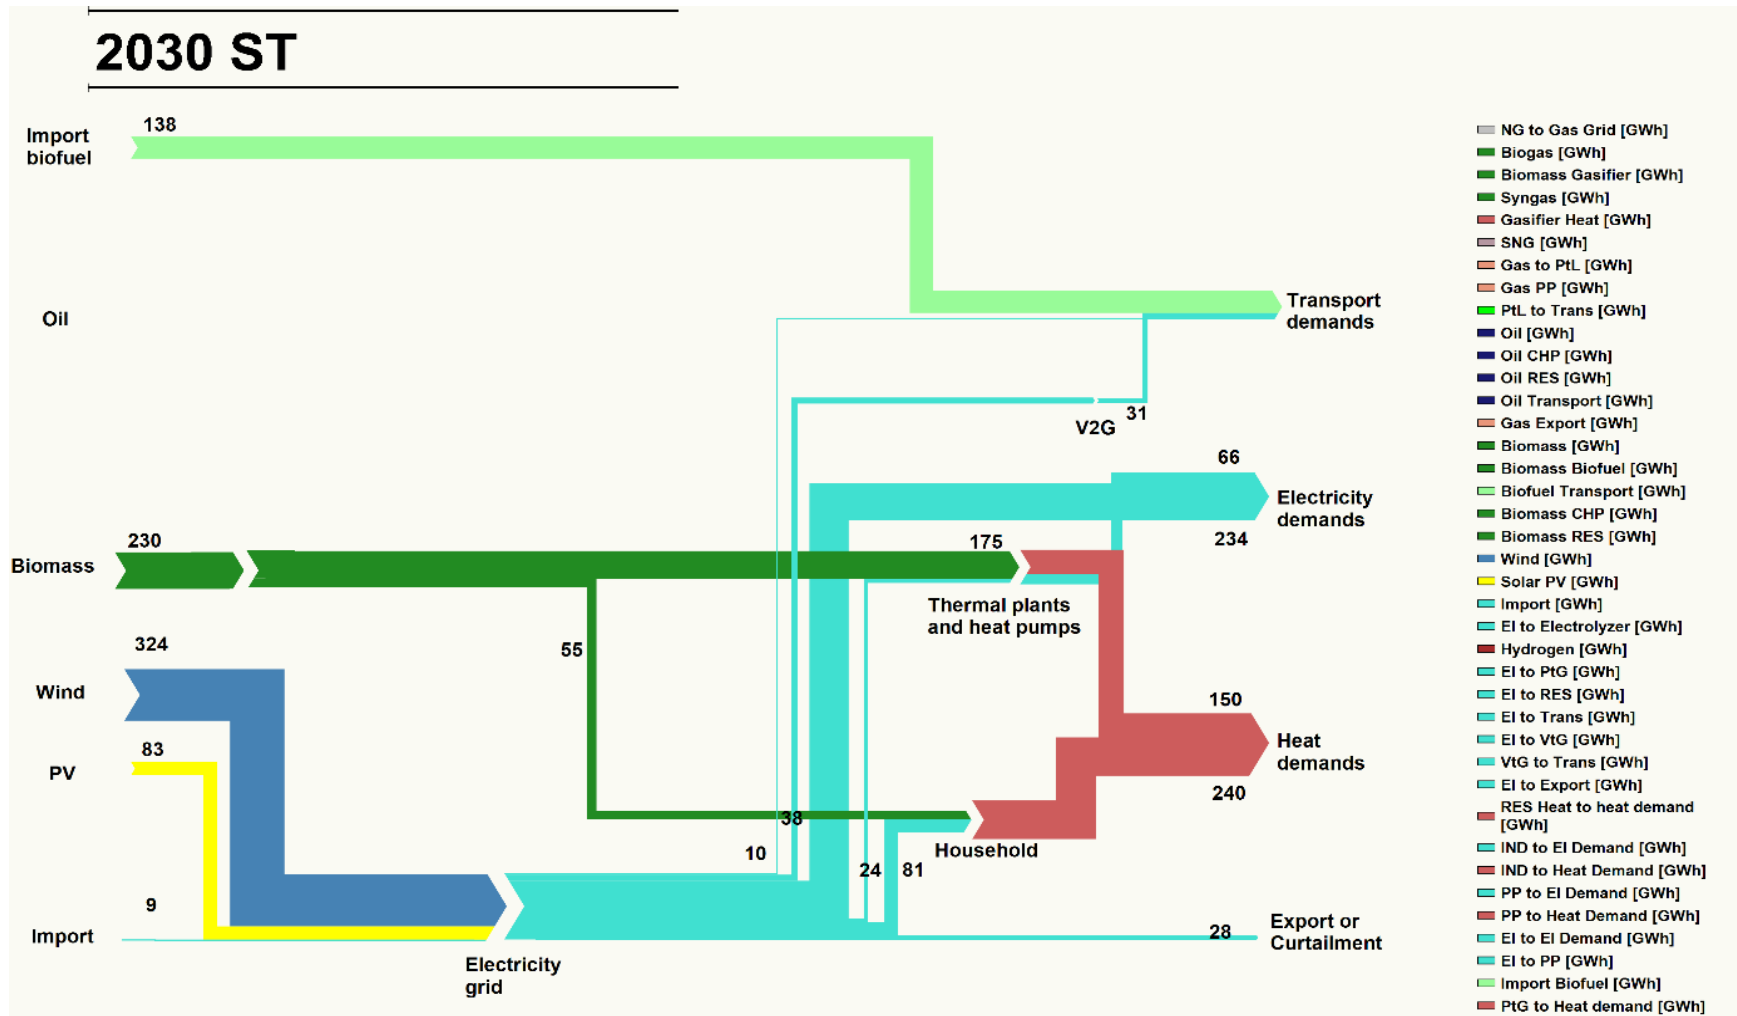 2030 ST
138
Import
biofuel
Oil
Transport
demands
31
V2G
66
Electricity
demands
234
230
175
Biomass
Thermal plants
and heat pumps
55
324
Wind
150
83
PV
Heat
demands
240
38
Household
10
24
81
9
Import
28
Export or
Curtailment
Electricity
grid
NG to Gas Grid [GWh]
Biogas [GWh]
Biomass Gasifier [GWh]
Syngas [GWh]
Gasifier Heat [GWh]
SNG [GWh]
Gas to PtL [GWh]
Gas PP [GWh]
PtL to Trans [GWh]
Oil [GWh]
Oil CHP [GWh]
Oil RES [GWh]
Oil Transport [GWh]
Gas Export [GWh]
Biomass [GWh]
Biomass Biofuel [GWh]
Biofuel Transport [GWh]
Biomass CHP [GWh]
Biomass RES [GWh]
Wind [GWh]
Solar PV [GWh]
Import [GWh]
El to Electrolyzer [GWh]
Hydrogen [GWh]
El to PtG [GWh]
El to RES [GWh]
El to Trans [GWh]
El to VtG [GWh]
VtG to Trans [GWh]
El to Export [GWh]
RES Heat to heat demand
[GWh]
IND to El Demand [GWh]
IND to Heat Demand [GWh]
PP to El Demand [GWh]
PP to Heat Demand [GWh]
El to El Demand [GWh]
El to PP [GWh]
Import Biofuel [GWh]
PtG to Heat demand [GWh]